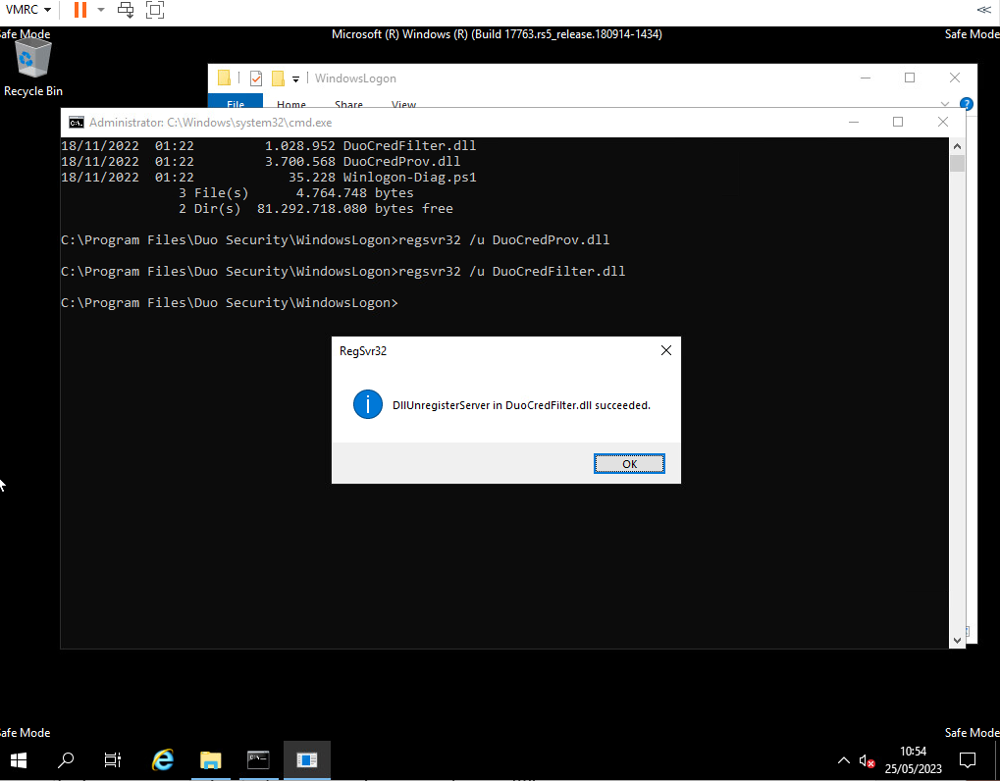 VMRC
afe Mode
Microsoft (R) Windows (R) (Build 17763.rs5_release.180914-1434)
Safe Mode
Recycle Bin
WindowsLogon
File Home Share View
Administrator: C:\Windows\system32\cmd.exe
18/11/2022  01:22         1.028.952 DuoCredFilter.dll
18/11/2022  01:22         3.700.568 DuoCredProv.dll
18/11/2022  01:22            35.228 Winlogon-Diag.ps1
3 File(s)      4.764.748 bytes
2 Dir(s)  81.292.718.080 bytes free
C:\Program Files\Duo Security\WindowsLogon>regsvr32 /u DuoCredProv.dll
C:\Program Files\Duo Security\WindowsLogon>regsvr32 /u DuoCredFilter.dll
C:\Program Files\Duo Security\WindowsLogon>
RegSvr32
DllUnregisterServer in DuoCredFilter.dll succeeded.
OK
afe Mode
Safe Mode
10:54
25/05/2023